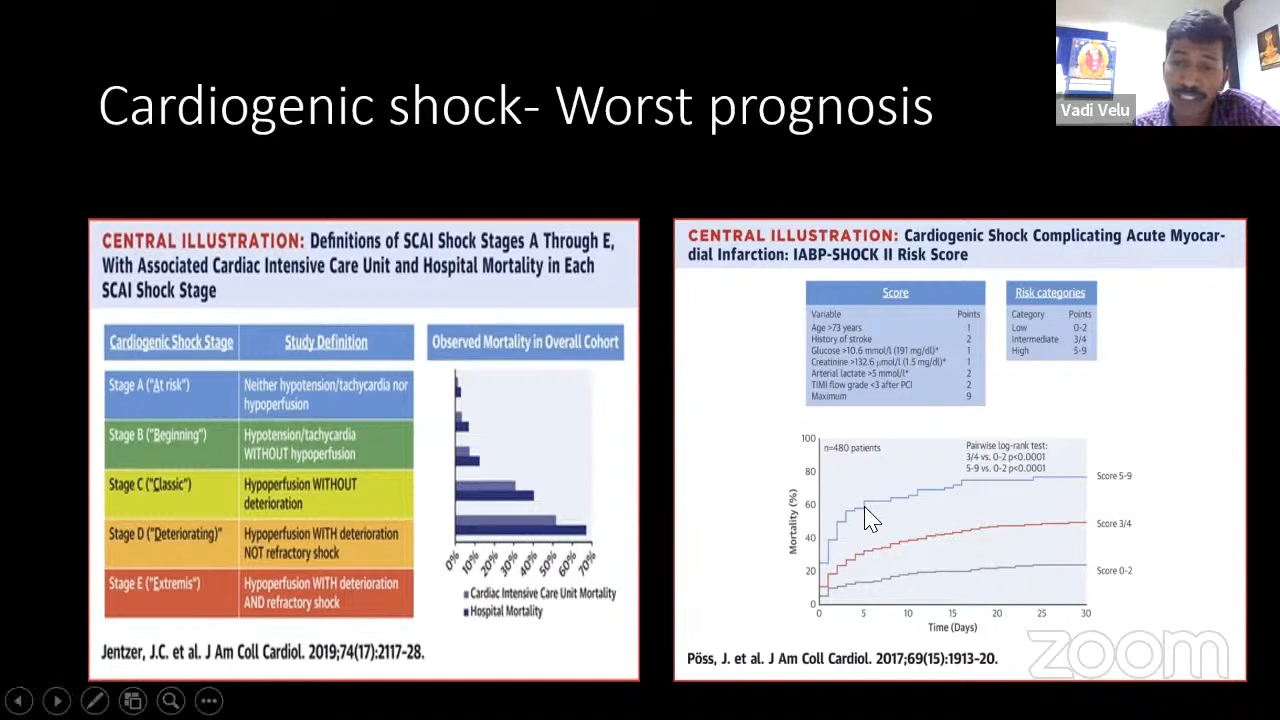 Cardiogenic shock- Worst prognosis
Vadi Velu
CENTRAL ILLUSTRATION: Definitions of SCAI Shock Stages A Through E,
With Associated Cardiac Intensive Care Unit and Hospital Mortality in Each
SCAI Shock Stage
Cardiogenic Shock Stage
Study Definition
Observed Mortality in Overall Cohort
Stage A ("At risk")
Neither hypotension/tachycardia nor
hypoperfusion
Stage B ("Beginning")
Hypotension/tachycardia
WITHOUT hypoperfusion
Stage C ("Classic")
Hypoperfusion WITHOUT
deterioration
Stage D ("Deteriorating)"
Hypoperfusion WITH deterioration
NOT refractory shock
Stage E ("Extremis")
Hypoperfusion WITH deterioration
AND refractory shock
0% 10% 20% 30% 40% 50% 60% 70%
Cardiac Intensive Care Unit Mortality
Hospital Mortality
Jentzer, J.C. et al. J Am Coll Cardiol. 2019;74(17):2117-28.
CENTRAL ILLUSTRATION: Cardiogenic Shock Complicating Acute Myocar-
dial Infarction: IABP-SHOCK II Risk Score
Score
Variable Points
Age >73 years 1
History of stroke 2
Glucose >10.6 mmol/l (191 mg/dl)* 1
Creatinine >132.6 μmol/l (1.5 mg/dl)* 1
Arterial lactate >5 mmol/l* 2
TIMI flow grade <3 after PCI 2
Maximum 9
Risk categories
Category Points
Low 0-2
Intermediate 3/4
High 5-9
n=480 patients
Pairwise log-rank test:
3/4 vs. 0-2 p<0.0001
5-9 vs. 0-2 p<0.0001
Mortality (%)
100
80
60
40
20
0
Score 5-9
Score 3/4
Score 0-2
0 5 10 15 20 25 30
Time (Days)
Pöss, J. et al. J Am Coll Cardiol. 2017;69(15):1913-20.
zoom